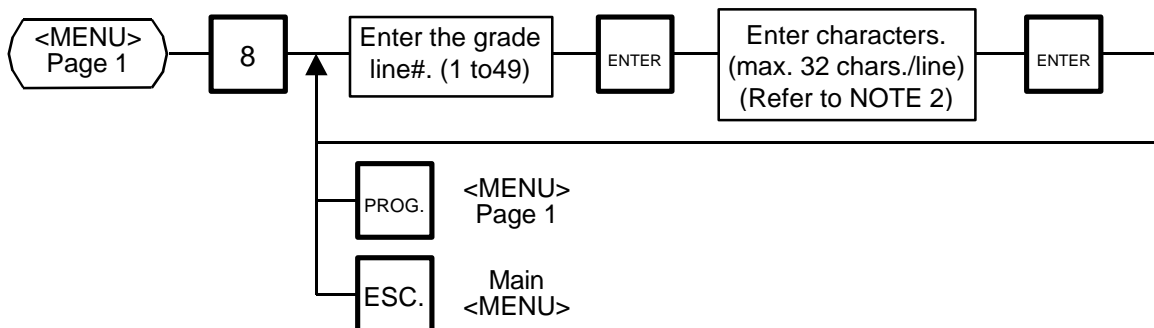 <MENU>
Page 1
8
Enter the grade
line#. (1 to49)
ENTER
Enter characters.
(max. 32 chars./line)
(Refer to NOTE 2)
ENTER
PROG.
<MENU>
Page 1
ESC.
Main
<MENU>